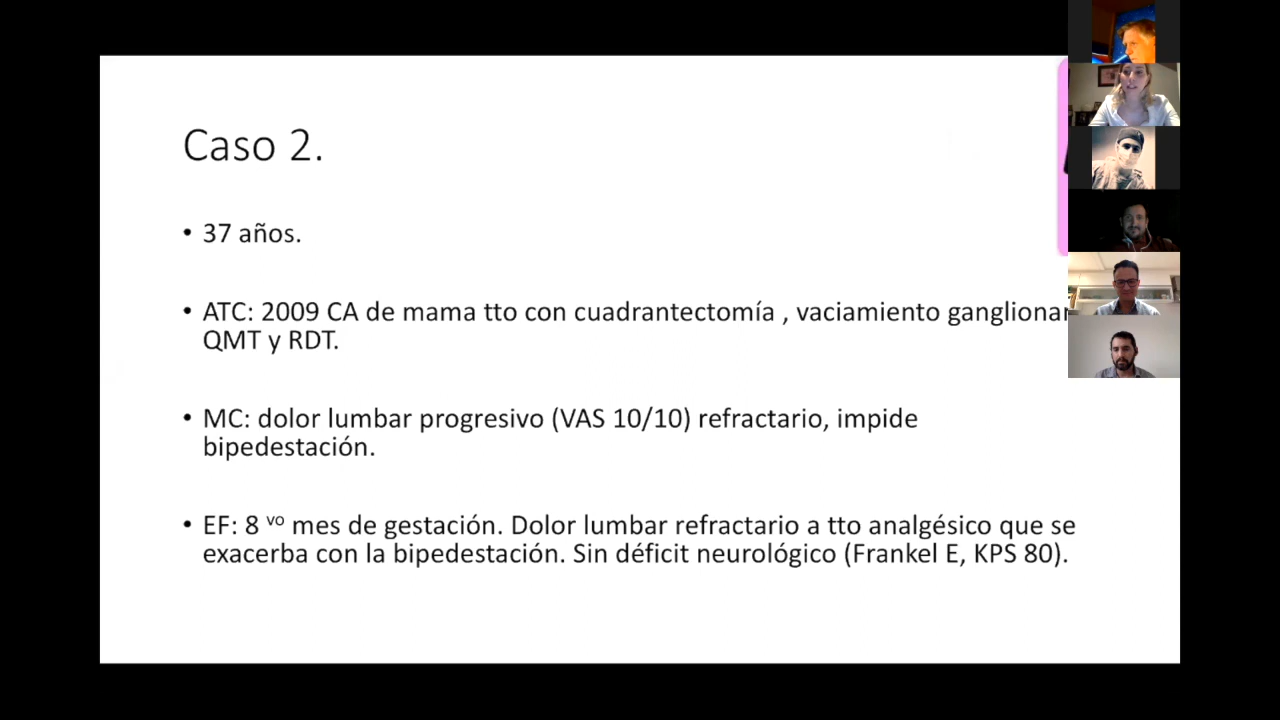 Caso 2.
• 37 años.
• ATC: 2009 CA de mama tto con cuadrantectomía , vaciamiento ganglionar
QMT y RDT.
• MC: dolor lumbar progresivo (VAS 10/10) refractario, impide
bipedestación.
• EF: 8 vo mes de gestación. Dolor lumbar refractario a tto analgésico que se
exacerba con la bipedestación. Sin déficit neurológico (Frankel E, KPS 80).